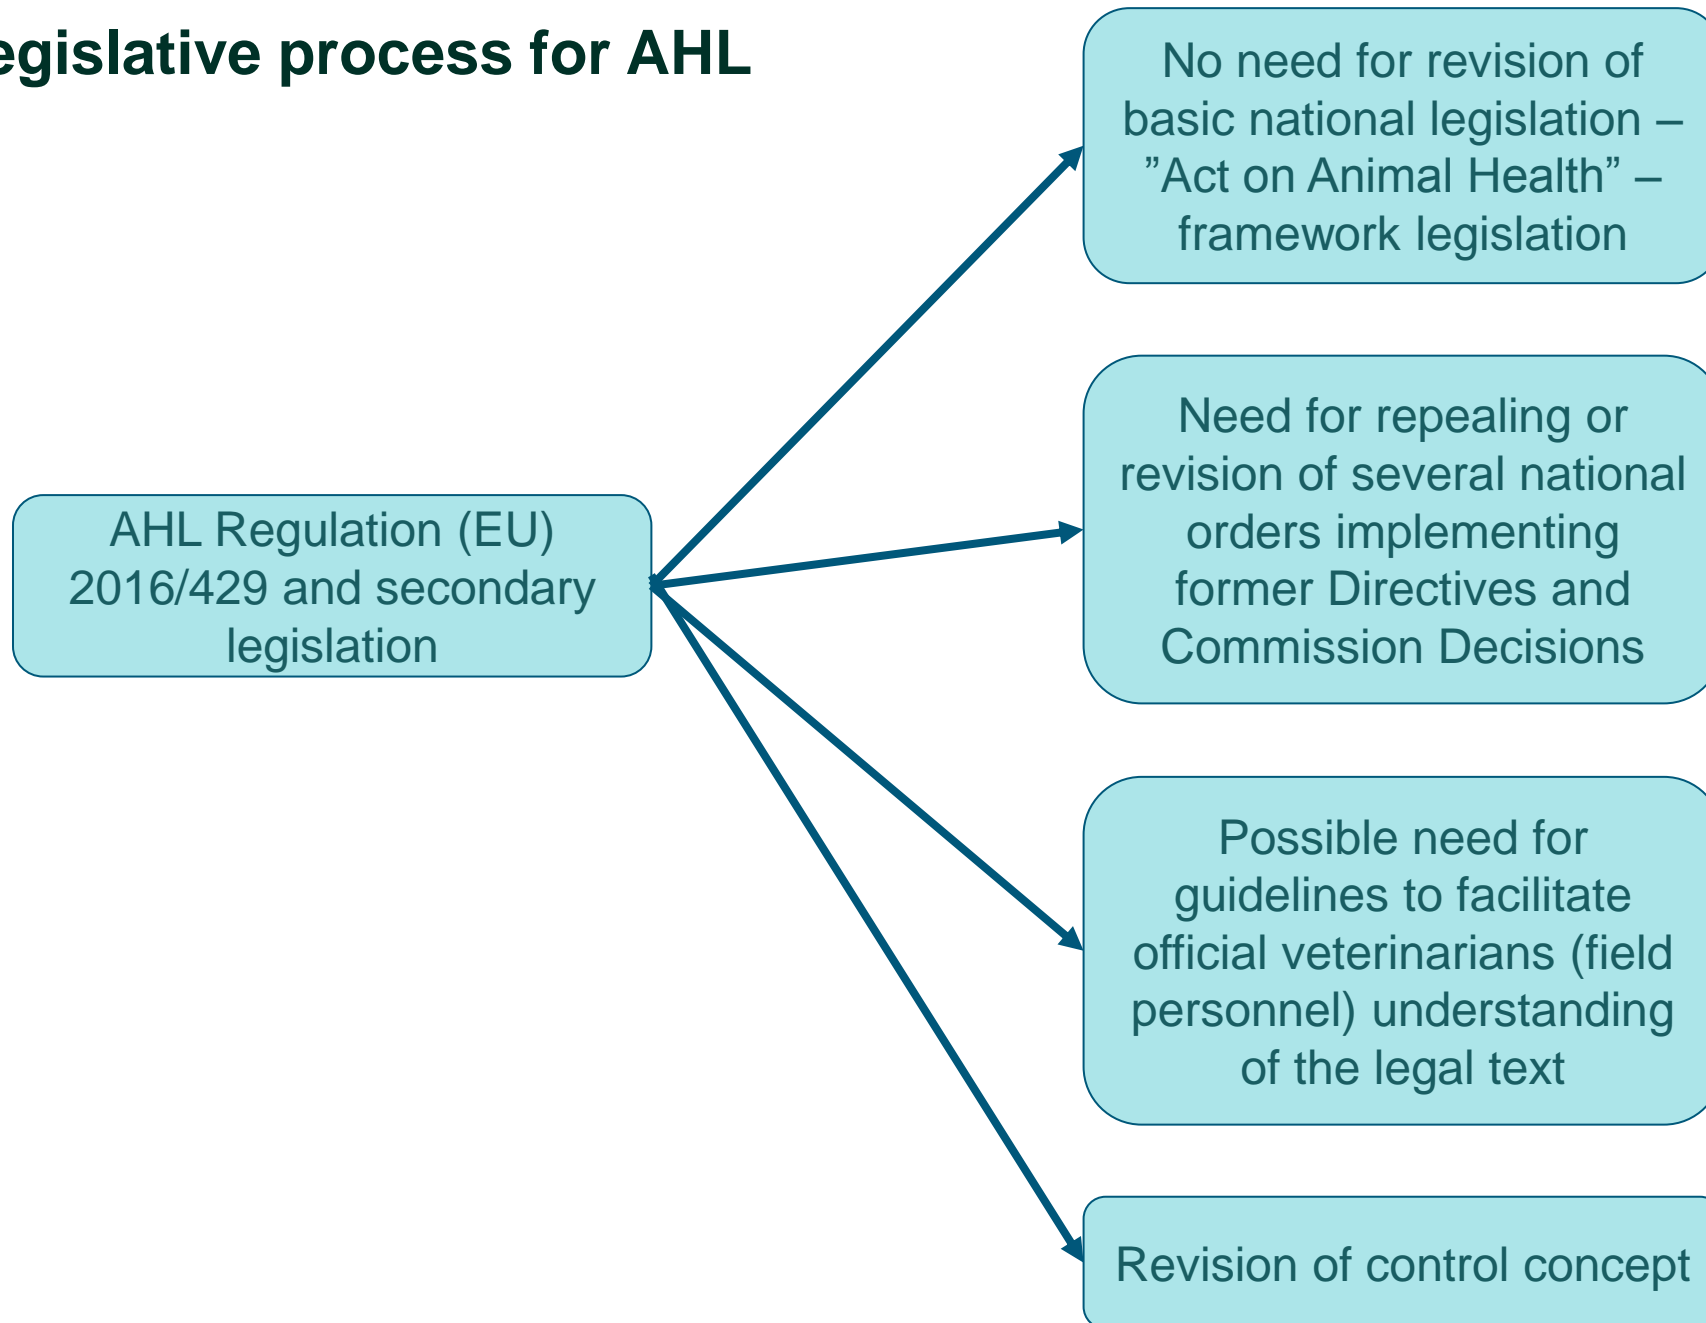 egislative process for AHL
No need for revision of
basic national legislation –
”Act on Animal Health” –
framework legislation
Need for repealing or
revision of several national
orders implementing
former Directives and
Commission Decisions
AHL Regulation (EU)
2016/429 and secondary
legislation
Possible need for
guidelines to facilitate
official veterinarians (field
personnel) understanding
of the legal text
Revision of control concept